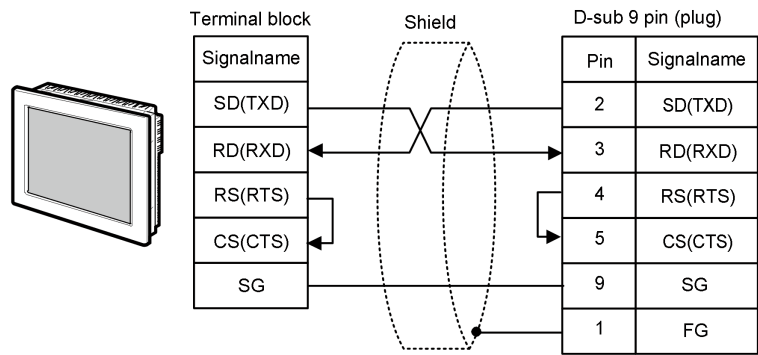 Terminal block
Shield
D-sub 9 pin (plug)
Signalname
Pin
Signalname
SD(TXD)
2
SD(TXD)
RD(RXD)
3
RD(RXD)
RS(RTS)
4
RS(RTS)
CS(CTS)
5
CS(CTS)
SG
9
SG
1
FG